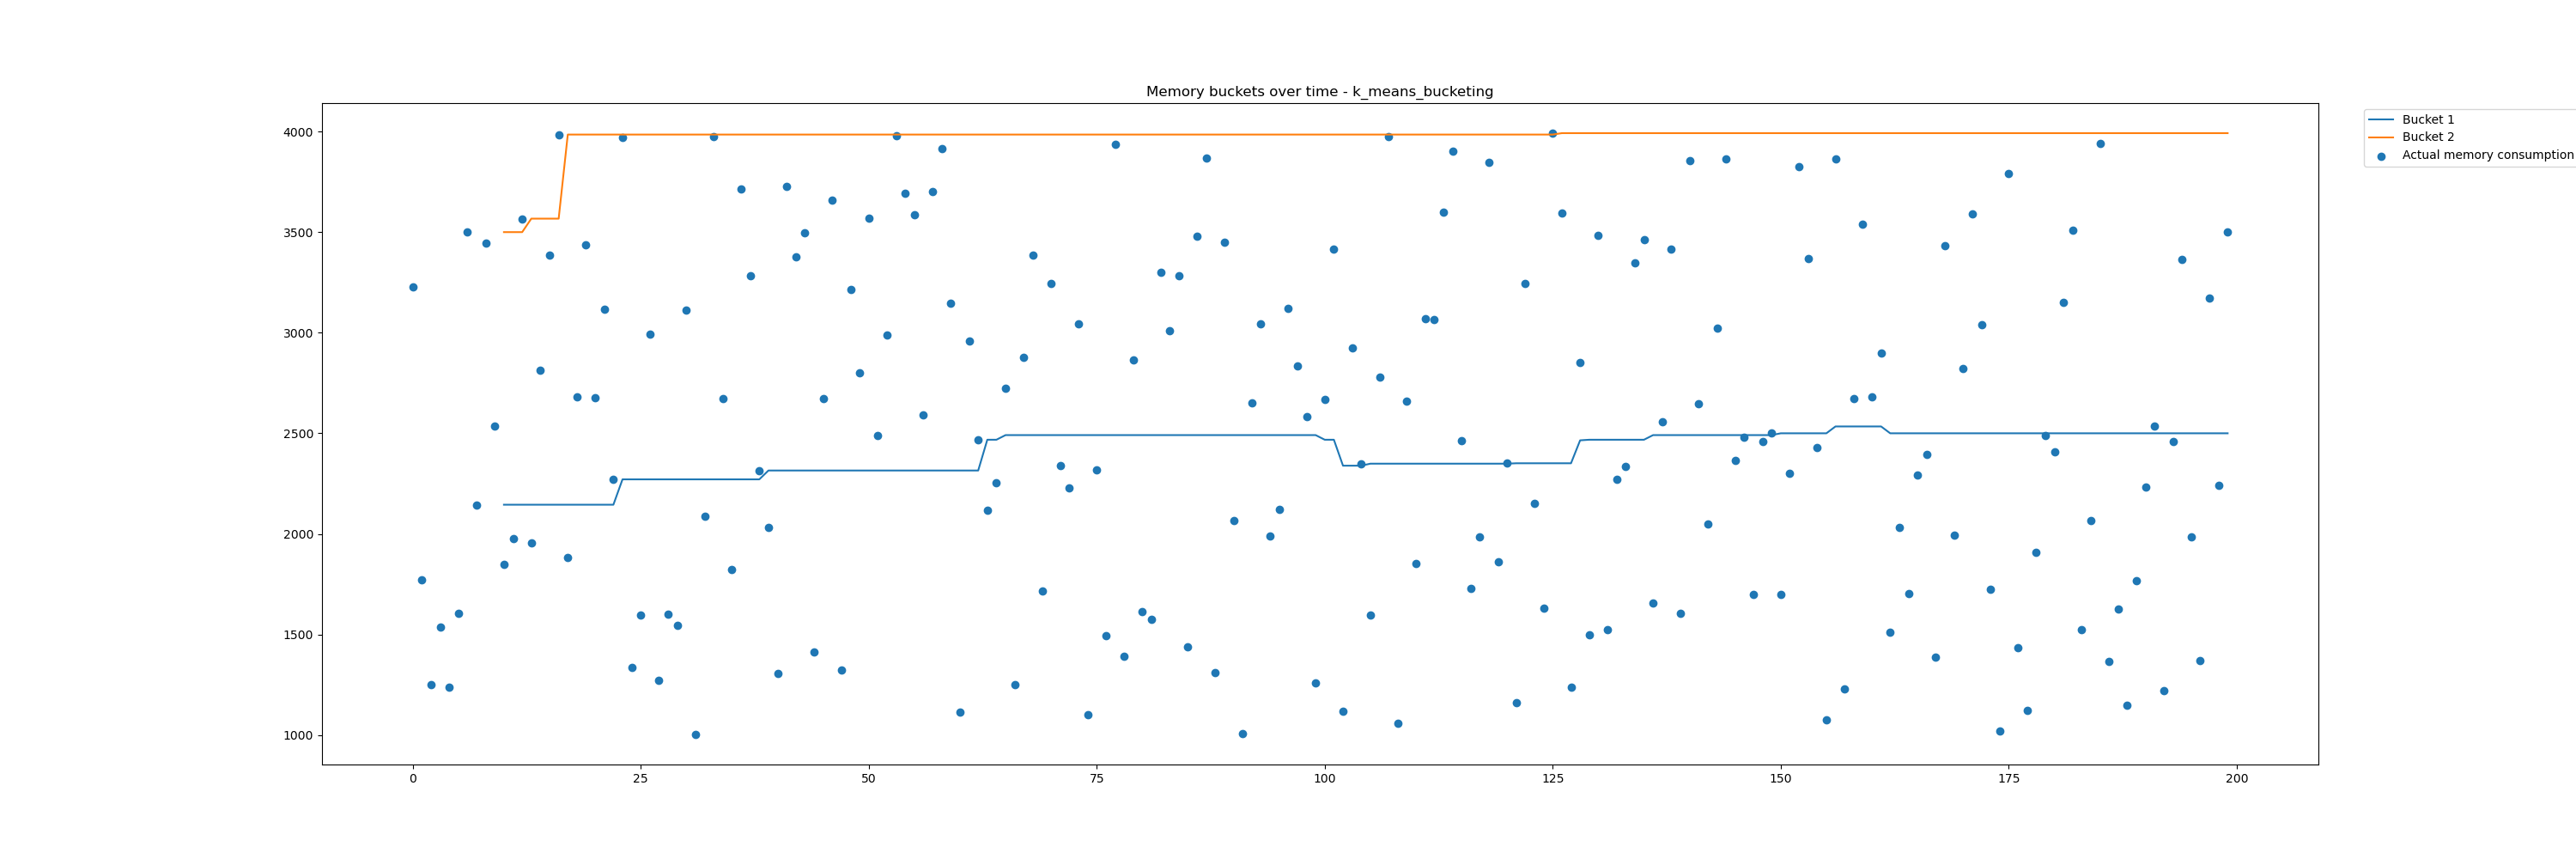 Memory buckets over time - k_means_bucketing
4000
3500
3000
2500
2000
1500
1000
0 25 50 75 100 125 150 175 200
Bucket 1
Bucket 2
Actual memory consumption